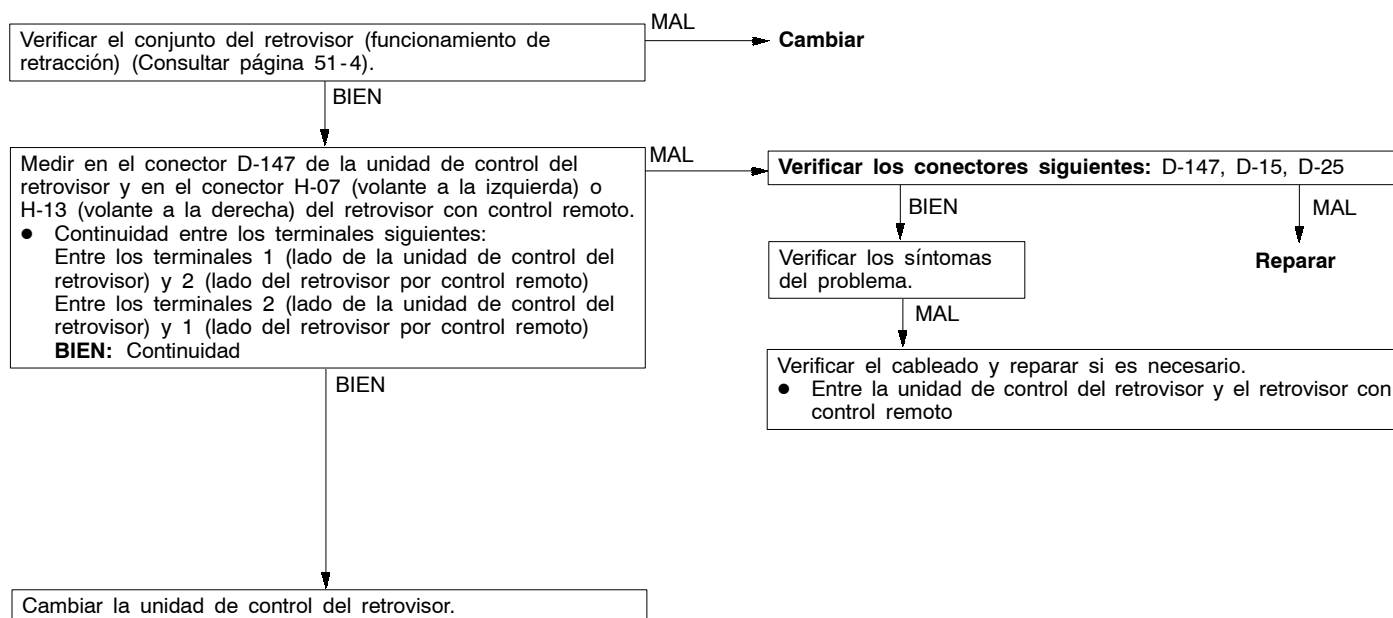 Verificar el conjunto del retrovisor (funcionamiento de
retracción) (Consultar página 51-4).
MAL
Cambiar
BIEN
Medir en el conector D-147 de la unidad de control del
retrovisor y en el conector H-07 (volante a la izquierda) o
H-13 (volante a la derecha) del retrovisor con control remoto.
● Continuidad entre los terminales siguientes:
Entre los terminales 1 (lado de la unidad de control del
retrovisor) y 2 (lado del retrovisor por control remoto)
Entre los terminales 2 (lado de la unidad de control del
retrovisor) y 1 (lado del retrovisor por control remoto)
BIEN: Continuidad
MAL
Verificar los conectores siguientes: D-147, D-15, D-25
BIEN
MAL
Verificar los síntomas
del problema.
Reparar
MAL
Verificar el cableado y reparar si es necesario.
● Entre la unidad de control del retrovisor y el retrovisor con
control remoto
BIEN
Cambiar la unidad de control del retrovisor.